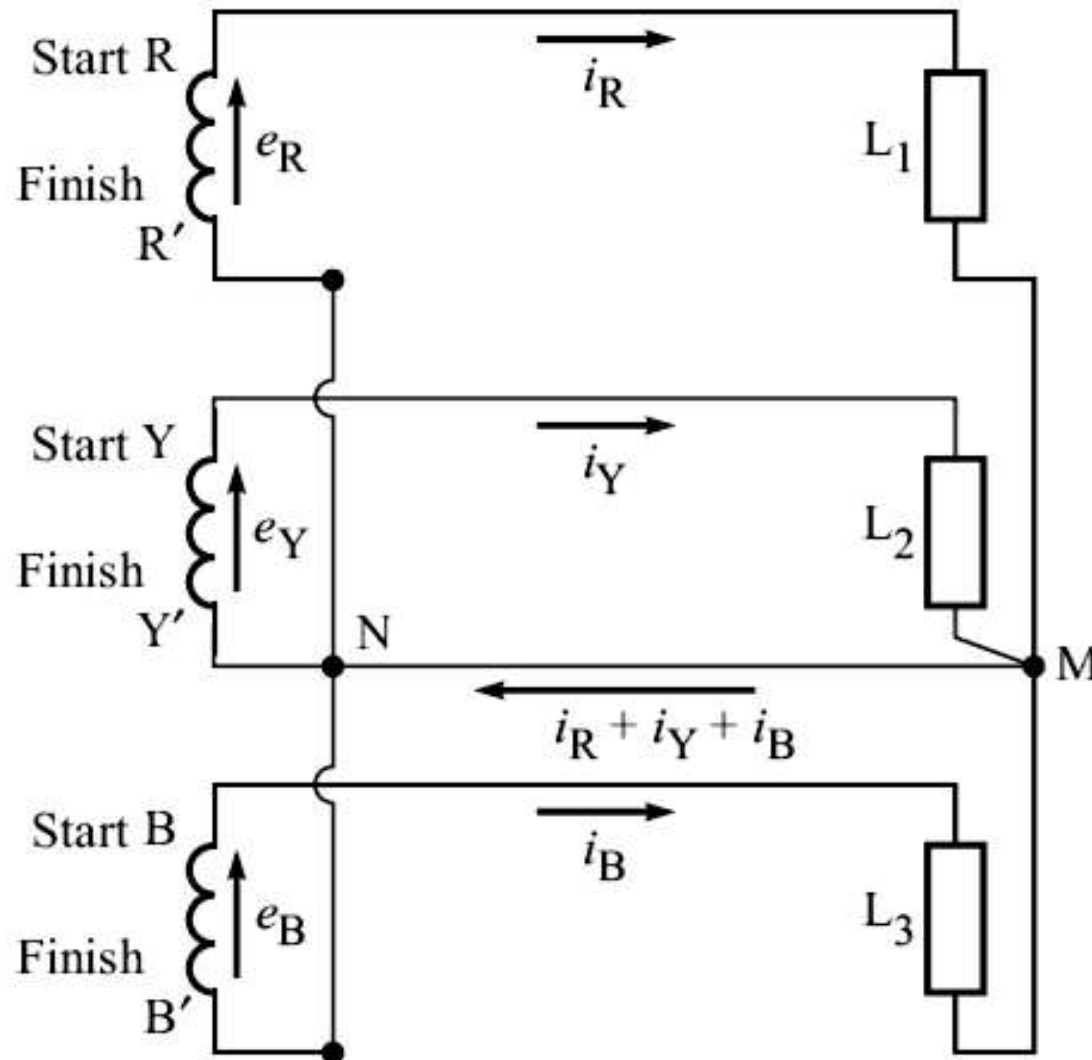 Start R
i_R
e_R
L_1
Finish
R′
Start Y
i_Y
e_Y
L_2
Finish
Y′
N
M
i_R + i_Y + i_B
Start B
i_B
e_B
L_3
Finish
B′